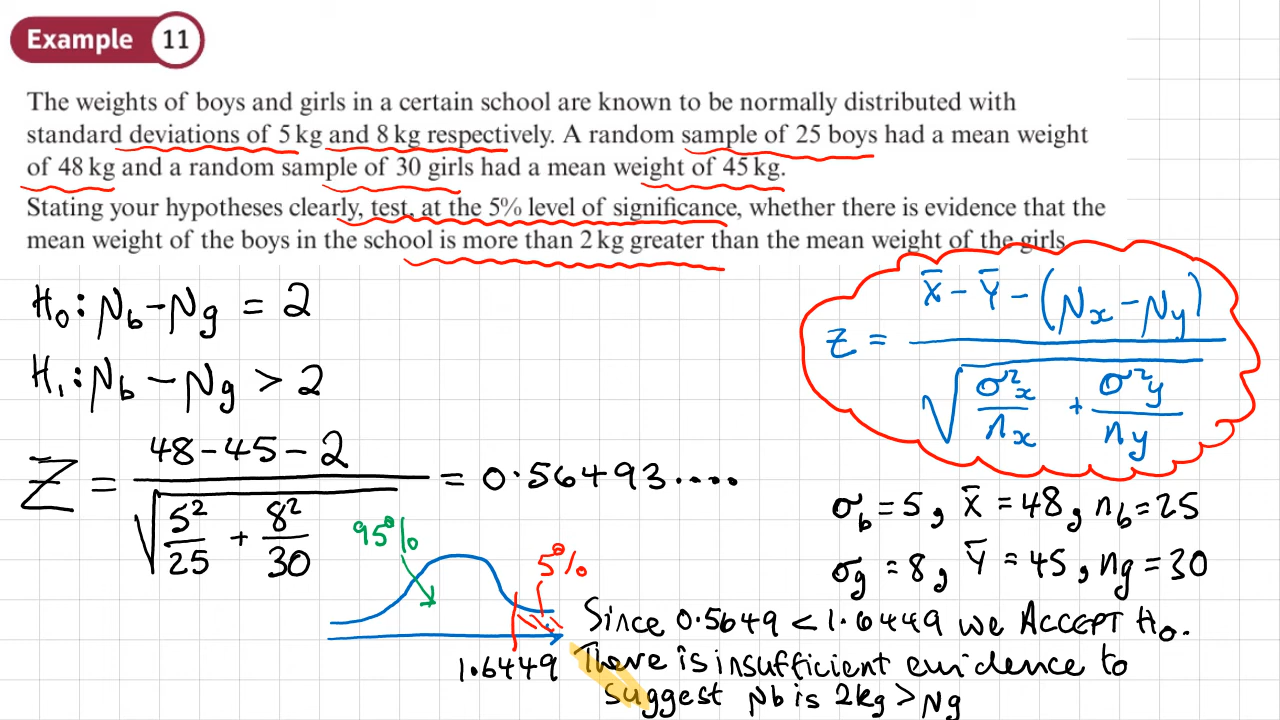 Example 11
The weights of boys and girls in a certain school are known to be normally distributed with
standard deviations of 5 kg and 8 kg respectively. A random sample of 25 boys had a mean weight
of 48 kg and a random sample of 30 girls had a mean weight of 45 kg.
Stating your hypotheses clearly, test, at the 5% level of significance, whether there is evidence that the
mean weight of the boys in the school is more than 2 kg greater than the mean weight of the girls
H₀: μb - μg = 2
H₁: μb - μg > 2
Z = (48 - 45 - 2) / √(5²/25 + 8²/30) = 0.56493....
Z = (X̄ - Ȳ - (μx - μy)) / √(σ²x/nx + σ²y/ny)
σb = 5, X̄ = 48, nb = 25
σg = 8, Ȳ = 45, ng = 30
95%
5%
1.6449
Since 0.5649 < 1.6449 we ACCEPT H₀.
There is insufficient evidence to
suggest μb is 2kg > μg